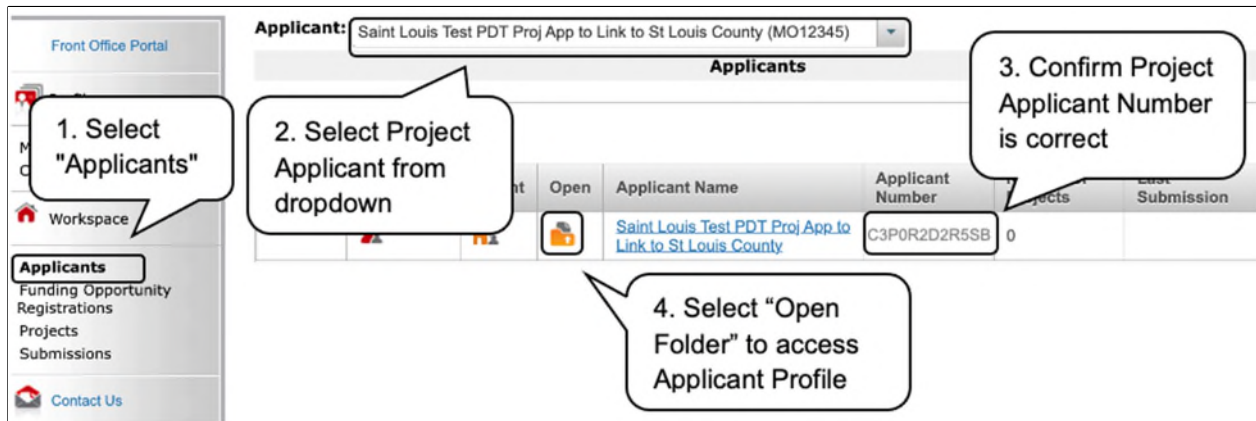 Front Office Portal
Applicant: Saint Louis Test PDT Proj App to Link to St Louis County (MO12345)
Applicants
1. Select
"Applicants"
2. Select Project
Applicant from
dropdown
3. Confirm Project
Applicant Number
is correct
Workspace
Applicants
Funding Opportunity
Registrations
Projects
Submissions
Contact Us
Open
Applicant Name
Applicant
Number
Submission
Saint Louis Test PDT Proj App to
Link to St Louis County
C3P0R2D2R5SB
0
4. Select “Open
Folder” to access
Applicant Profile